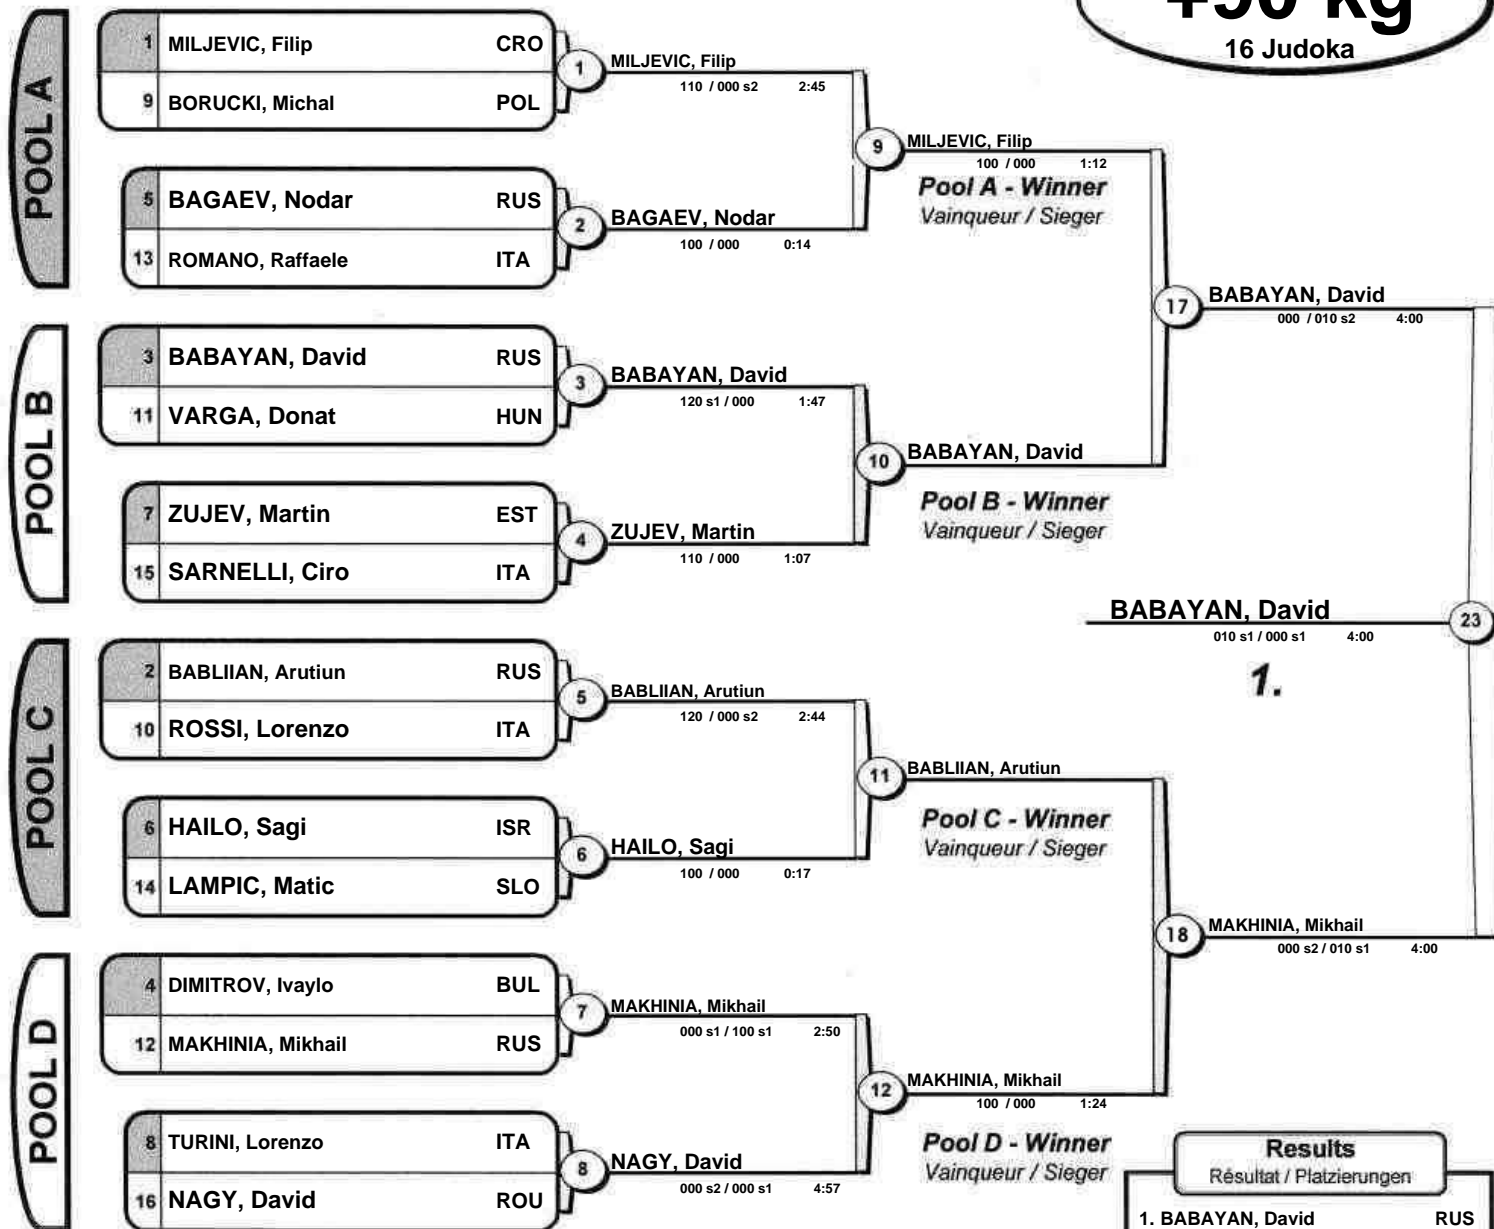 +90 kg
16 Judoka
POOL A
1 MILJEVIC, Filip CRO
9 BORUCKI, Michal POL
1 MILJEVIC, Filip
110 / 000 s2 2:45
5 BAGAEV, Nodar RUS
13 ROMANO, Raffaele ITA
2 BAGAEV, Nodar
100 / 000 0:14
9 MILJEVIC, Filip
100 / 000 1:12
Pool A - Winner
Vainqueur / Sieger
POOL B
3 BABAYAN, David RUS
11 VARGA, Donat HUN
3 BABAYAN, David
120 s1 / 000 1:47
7 ZUJEV, Martin EST
15 SARNELLI, Ciro ITA
4 ZUJEV, Martin
110 / 000 1:07
10 BABAYAN, David
Pool B - Winner
Vainqueur / Sieger
17 BABAYAN, David
000 / 010 s2 4:00
BABAYAN, David 23
010 s1 / 000 s1 4:00
1.
POOL C
2 BABLIIAN, Arutiun RUS
10 ROSSI, Lorenzo ITA
5 BABLIIAN, Arutiun
120 / 000 s2 2:44
6 HAILO, Sagi ISR
14 LAMPIC, Matic SLO
6 HAILO, Sagi
100 / 000 0:17
11 BABLIIAN, Arutiun
Pool C - Winner
Vainqueur / Sieger
POOL D
4 DIMITROV, Ivaylo BUL
12 MAKHINIA, Mikhail RUS
7 MAKHINIA, Mikhail
000 s1 / 100 s1 2:50
8 TURINI, Lorenzo ITA
16 NAGY, David ROU
8 NAGY, David
000 s2 / 000 s1 4:57
12 MAKHINIA, Mikhail
100 / 000 1:24
Pool D - Winner
Vainqueur / Sieger
18 MAKHINIA, Mikhail
000 s2 / 010 s1 4:00
Results
Résultat / Platzierungen
1. BABAYAN, David RUS